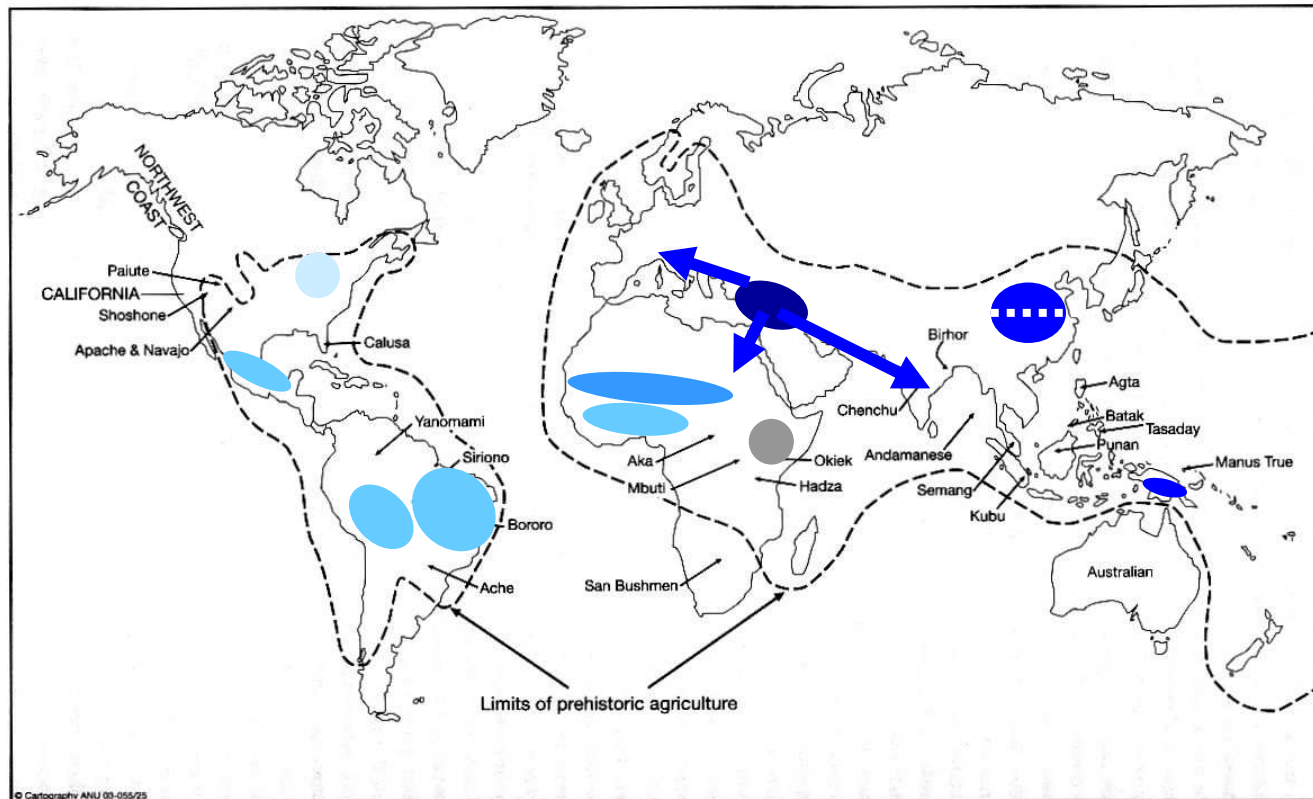 NORTHWEST
COAST
Paiute
CALIFORNIA
Shoshone
Apache & Navajo
Calusa
Yanomami
Siriono
Bororo
Ache
Aka
Mbuti
Okiek
Hadza
San Bushmen
Birhor
Chenchu
Andamanese
Semang
Kubu
Agta
Batak
Tasaday
Punan
Manus True
Australian
Limits of prehistoric agriculture
© Cartography ANU 03-055/25